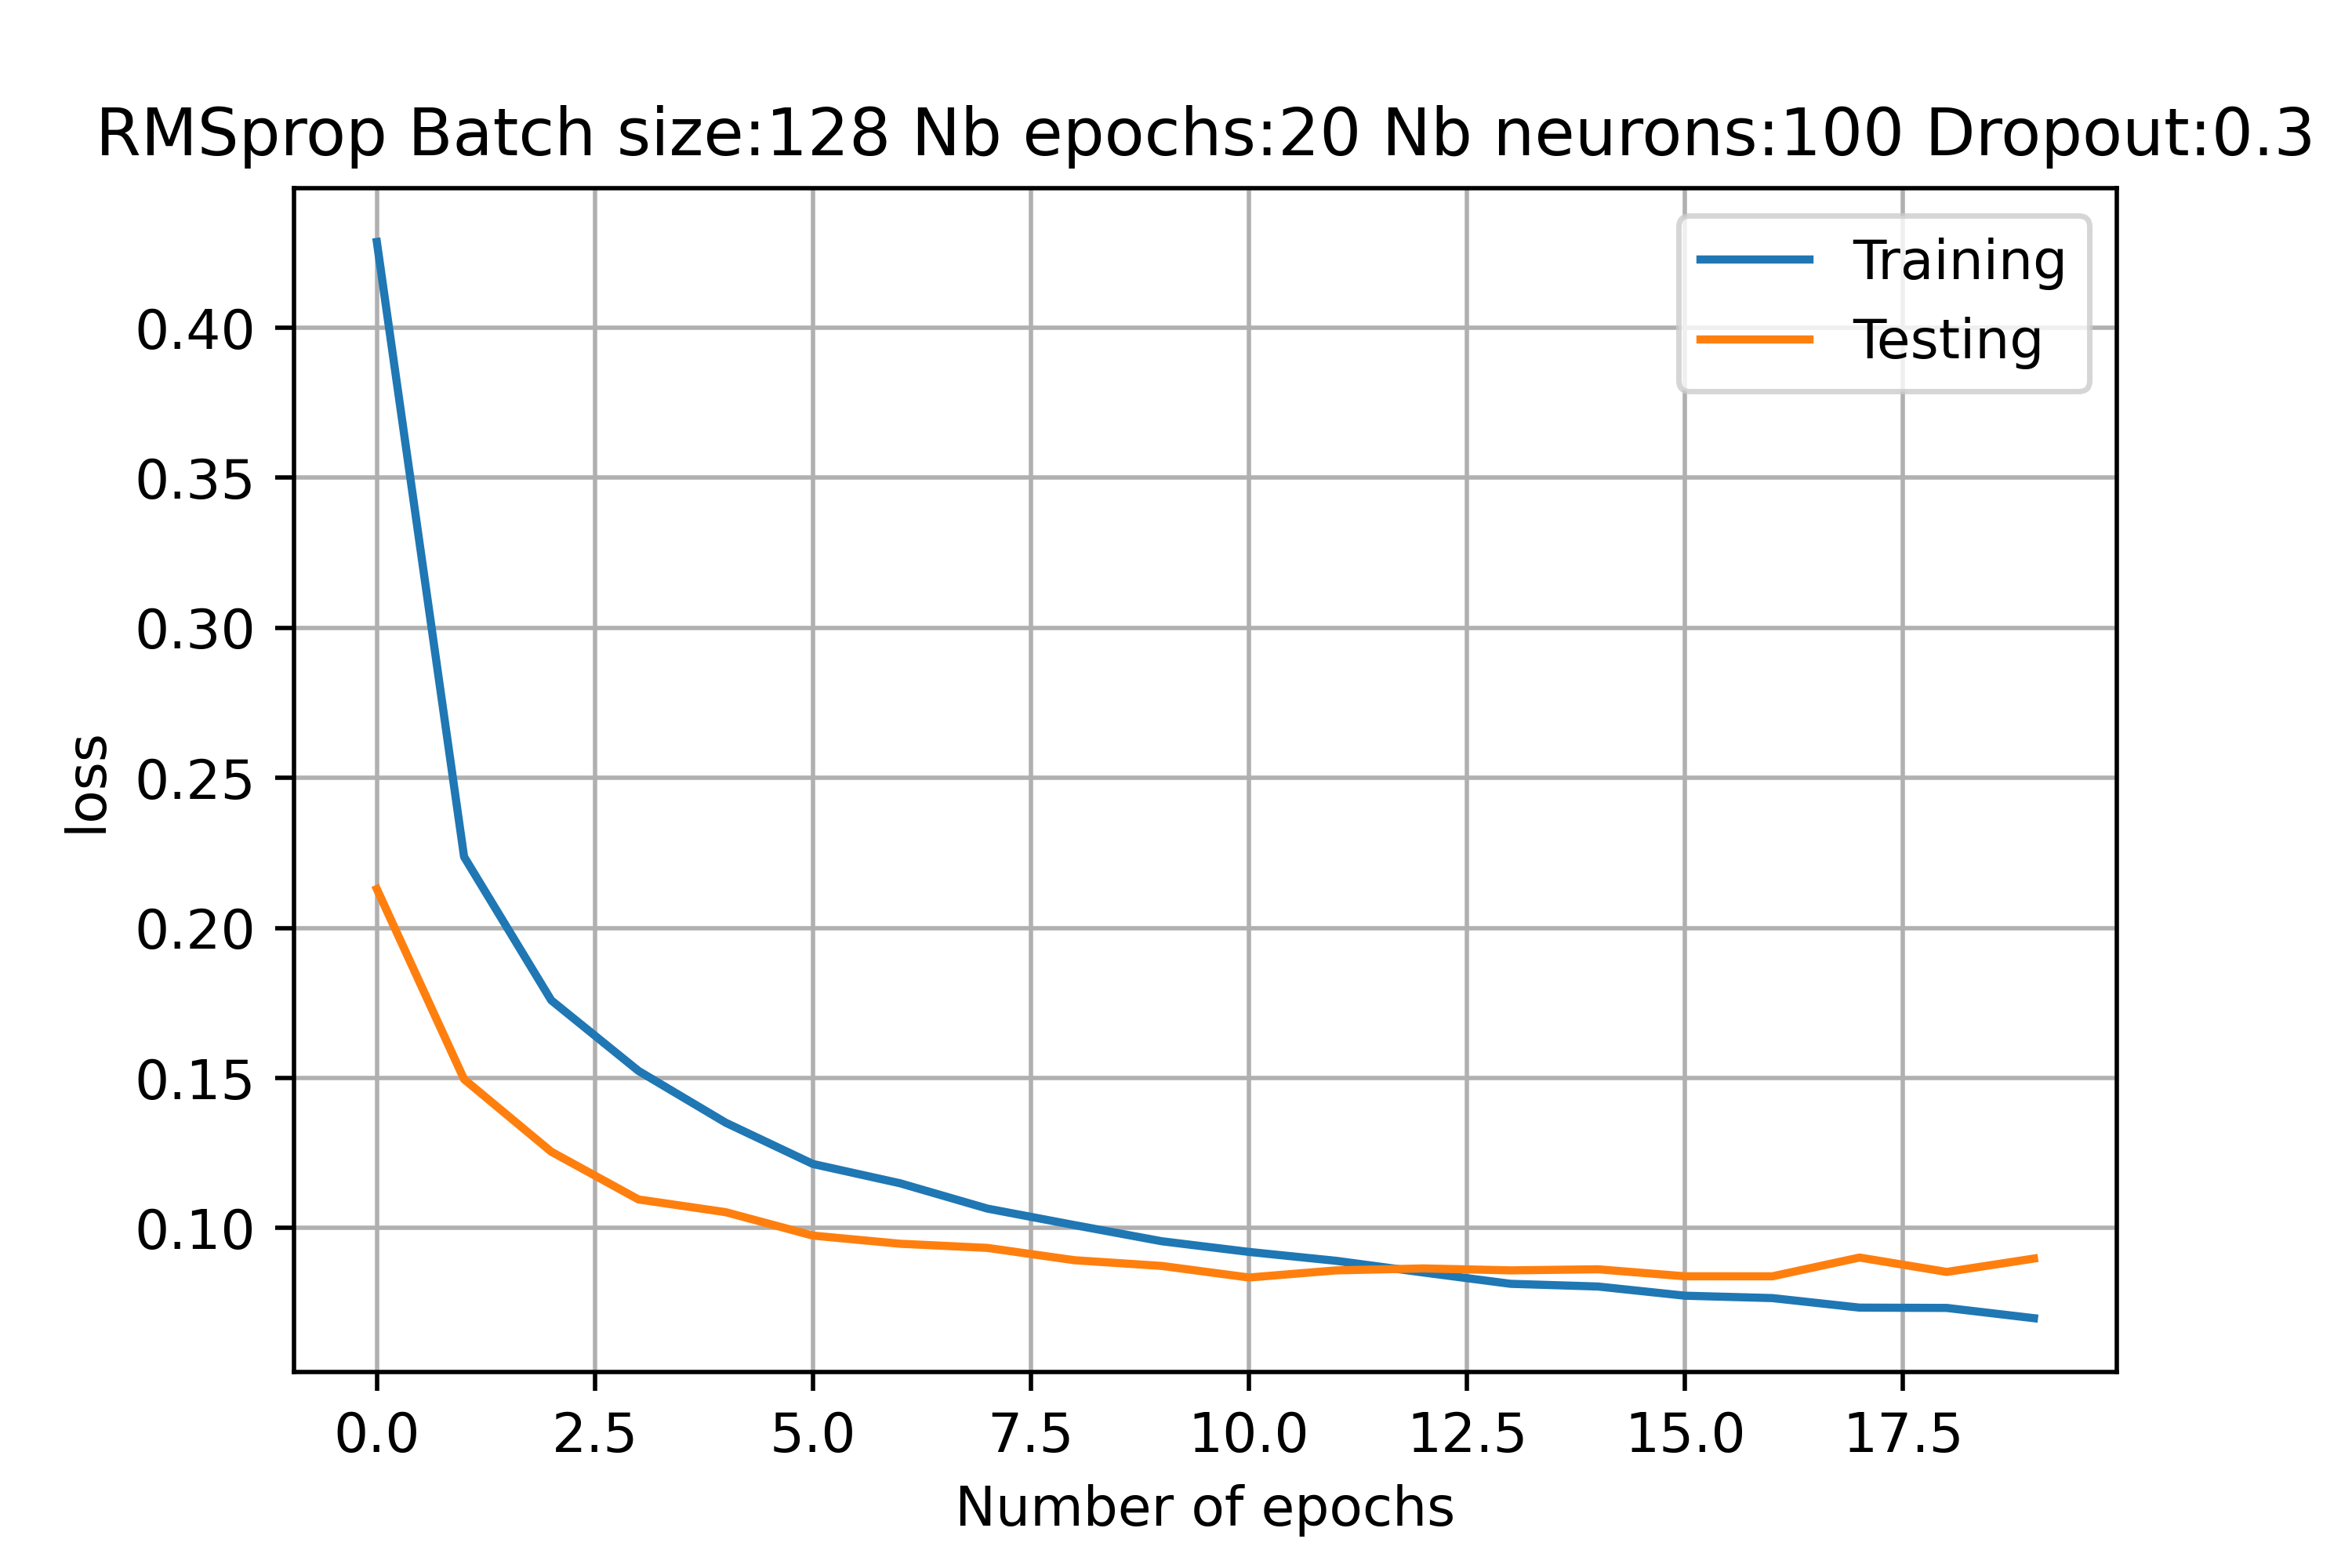 RMSprop Batch size:128 Nb epochs:20 Nb neurons:100 Dropout:0.3
Training
Testing
0.40
0.35
0.30
0.25
0.20
0.15
0.10
loss
0.0 2.5 5.0 7.5 10.0 12.5 15.0 17.5
Number of epochs